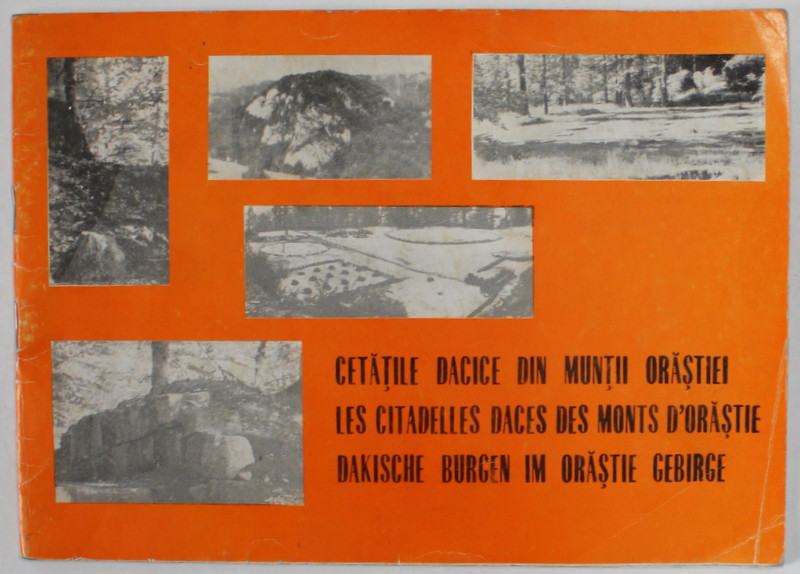 CETĂȚILE DACICE DIN MUNȚII ORĂȘTIEI
LES CITADELLES DACES DES MONTS D'ORĂȘTIE
DAKISCHE BURGEN IM ORĂȘTIE GEBIRGE